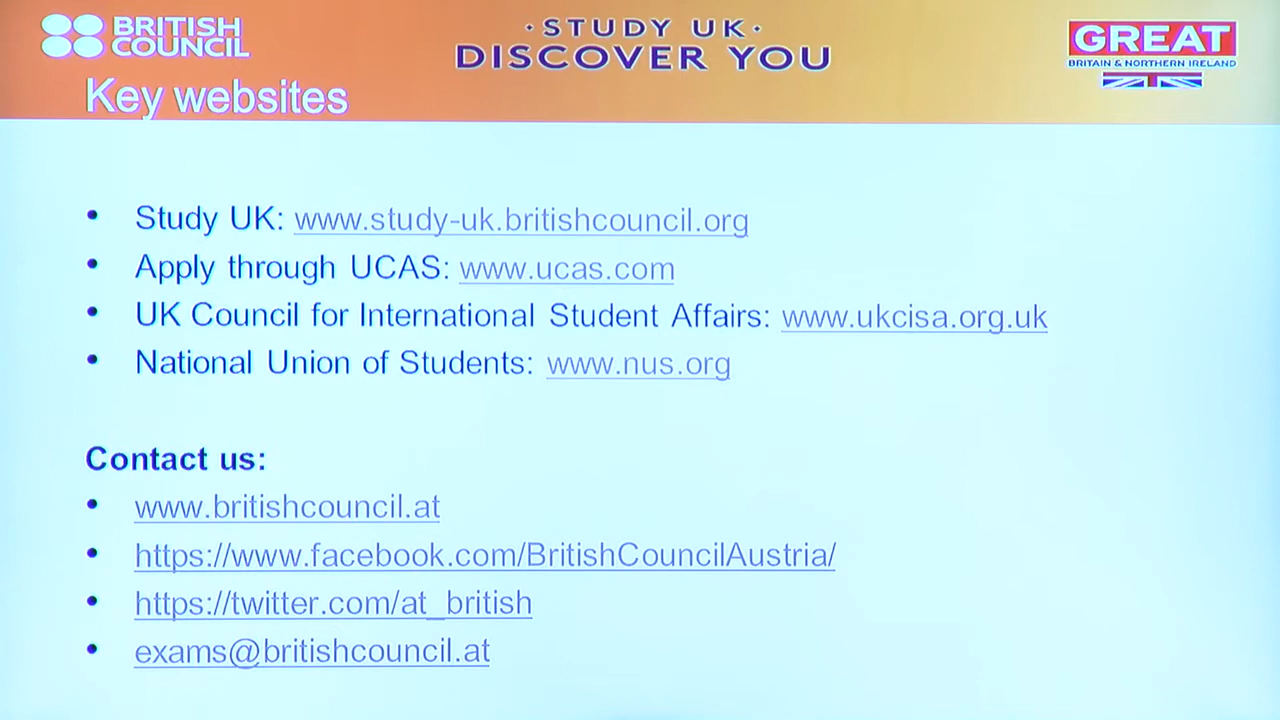 BRITISH
COUNCIL
· STUDY UK ·
DISCOVER YOU
GREAT
BRITAIN & NORTHERN IRELAND
Key websites
• Study UK: www.study-uk.britishcouncil.org
• Apply through UCAS: www.ucas.com
• UK Council for International Student Affairs: www.ukcisa.org.uk
• National Union of Students: www.nus.org
Contact us:
• www.britishcouncil.at
• https://www.facebook.com/BritishCouncilAustria/
• https://twitter.com/at_british
• exams@britishcouncil.at